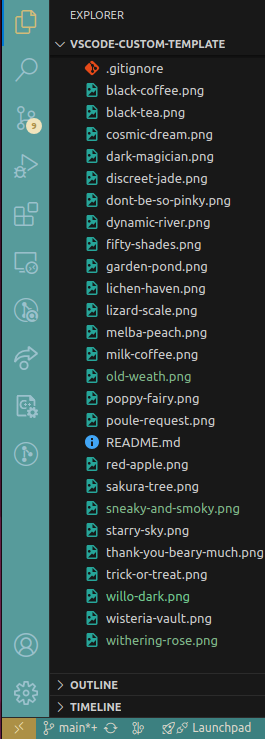 EXPLORER
VSCODE-CUSTOM-TEMPLATE
.gitignore
black-coffee.png
black-tea.png
cosmic-dream.png
9
dark-magician.png
discreet-jade.png
dont-be-so-pinky.png
dynamic-river.png
fifty-shades.png
garden-pond.png
lichen-haven.png
lizard-scale.png
melba-peach.png
milk-coffee.png
old-weath.png
poppy-fairy.png
poule-request.png
README.md
red-apple.png
sakura-tree.png
sneaky-and-smoky.png
starry-sky.png
thank-you-beary-much.png
trick-or-treat.png
willo-dark.png
wisteria-vault.png
withering-rose.png
OUTLINE
TIMELINE
main*+ Launchpad